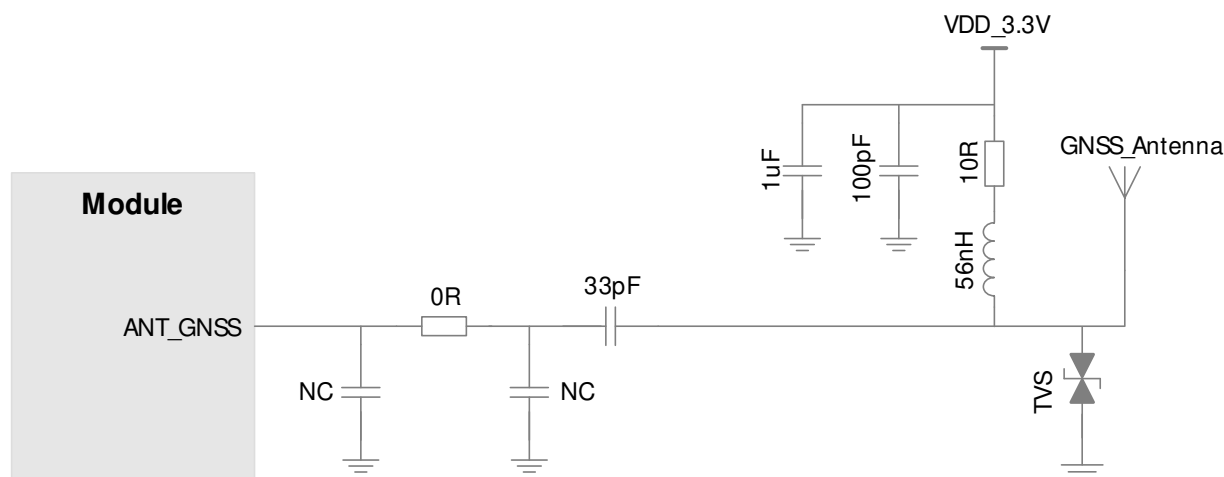 VDD_3.3V
1uF
100pF
10R
GNSS_Antenna
Module
56nH
33pF
0R
ANT_GNSS
NC
NC
TVS